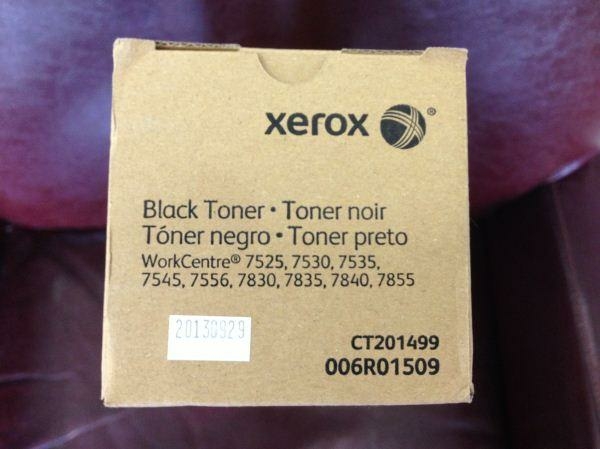 xerox®
Black Toner • Toner noir
Tóner negro • Toner preto
WorkCentre® 7525, 7530, 7535,
7545, 7556, 7830, 7835, 7840, 7855
20130929
CT201499
006R01509